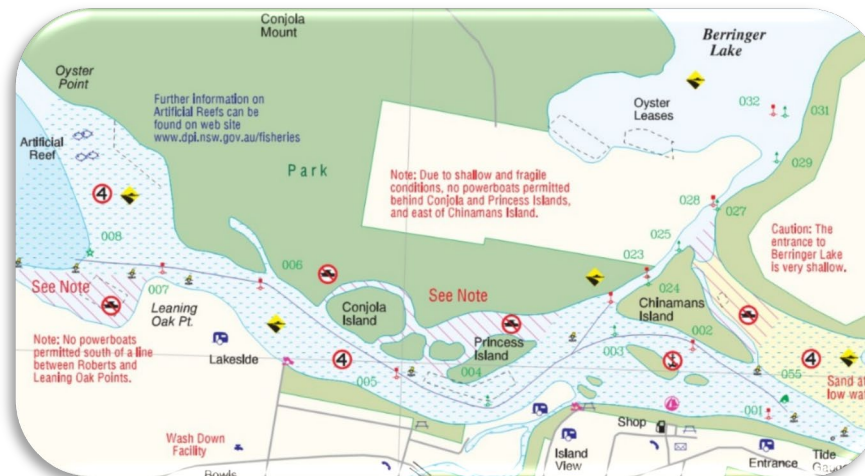 Conjola
Mount
Berringer
Lake
Oyster
Point
Further information on
Artificial Reefs can be
found on web site
www.dpi.nsw.gov.au/fisheries
Oyster
Leases
032
031
Artificial
Reef
029
Park
Note: Due to shallow and fragile
conditions, no powerboats permitted
behind Conjola and Princess Islands,
and east of Chinamans Island.
4
028
027
Caution: The
entrance to
Berringer Lake
is very shallow.
008
025
006
023
See Note
007
024
See Note
Conjola
Island
Chinamans
Island
Leaning
Oak Pt.
002
Note: No powerboats
permitted south of a line
between Roberts and
Leaning Oak Points.
Princess
Island
003
Lakeside
4
004
4
005
055
Sand at
low wat
001
Wash Down
Facility
Shop
Island
View
Entrance
Tide
Gau
Bowls